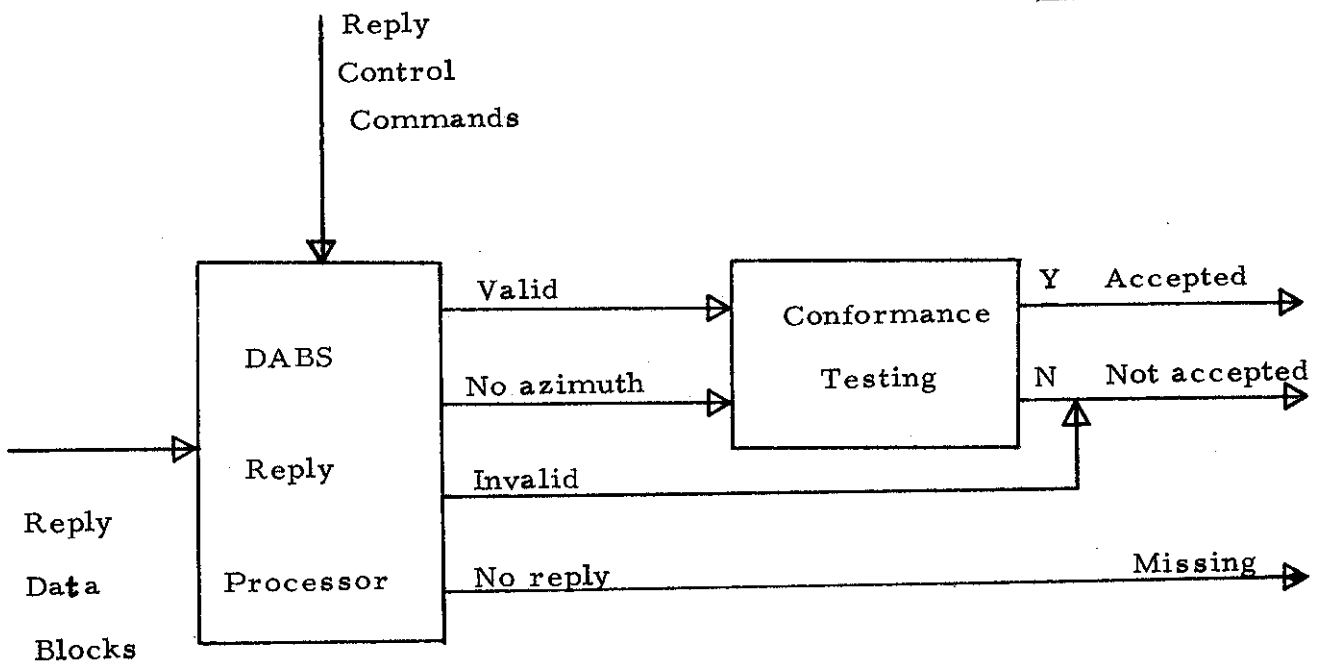 Reply
Control
Commands
DABS
Reply
Processor
Reply
Data
Blocks
Valid
No azimuth
Invalid
No reply
Conformance
Testing
Y Accepted
N Not accepted
Missing